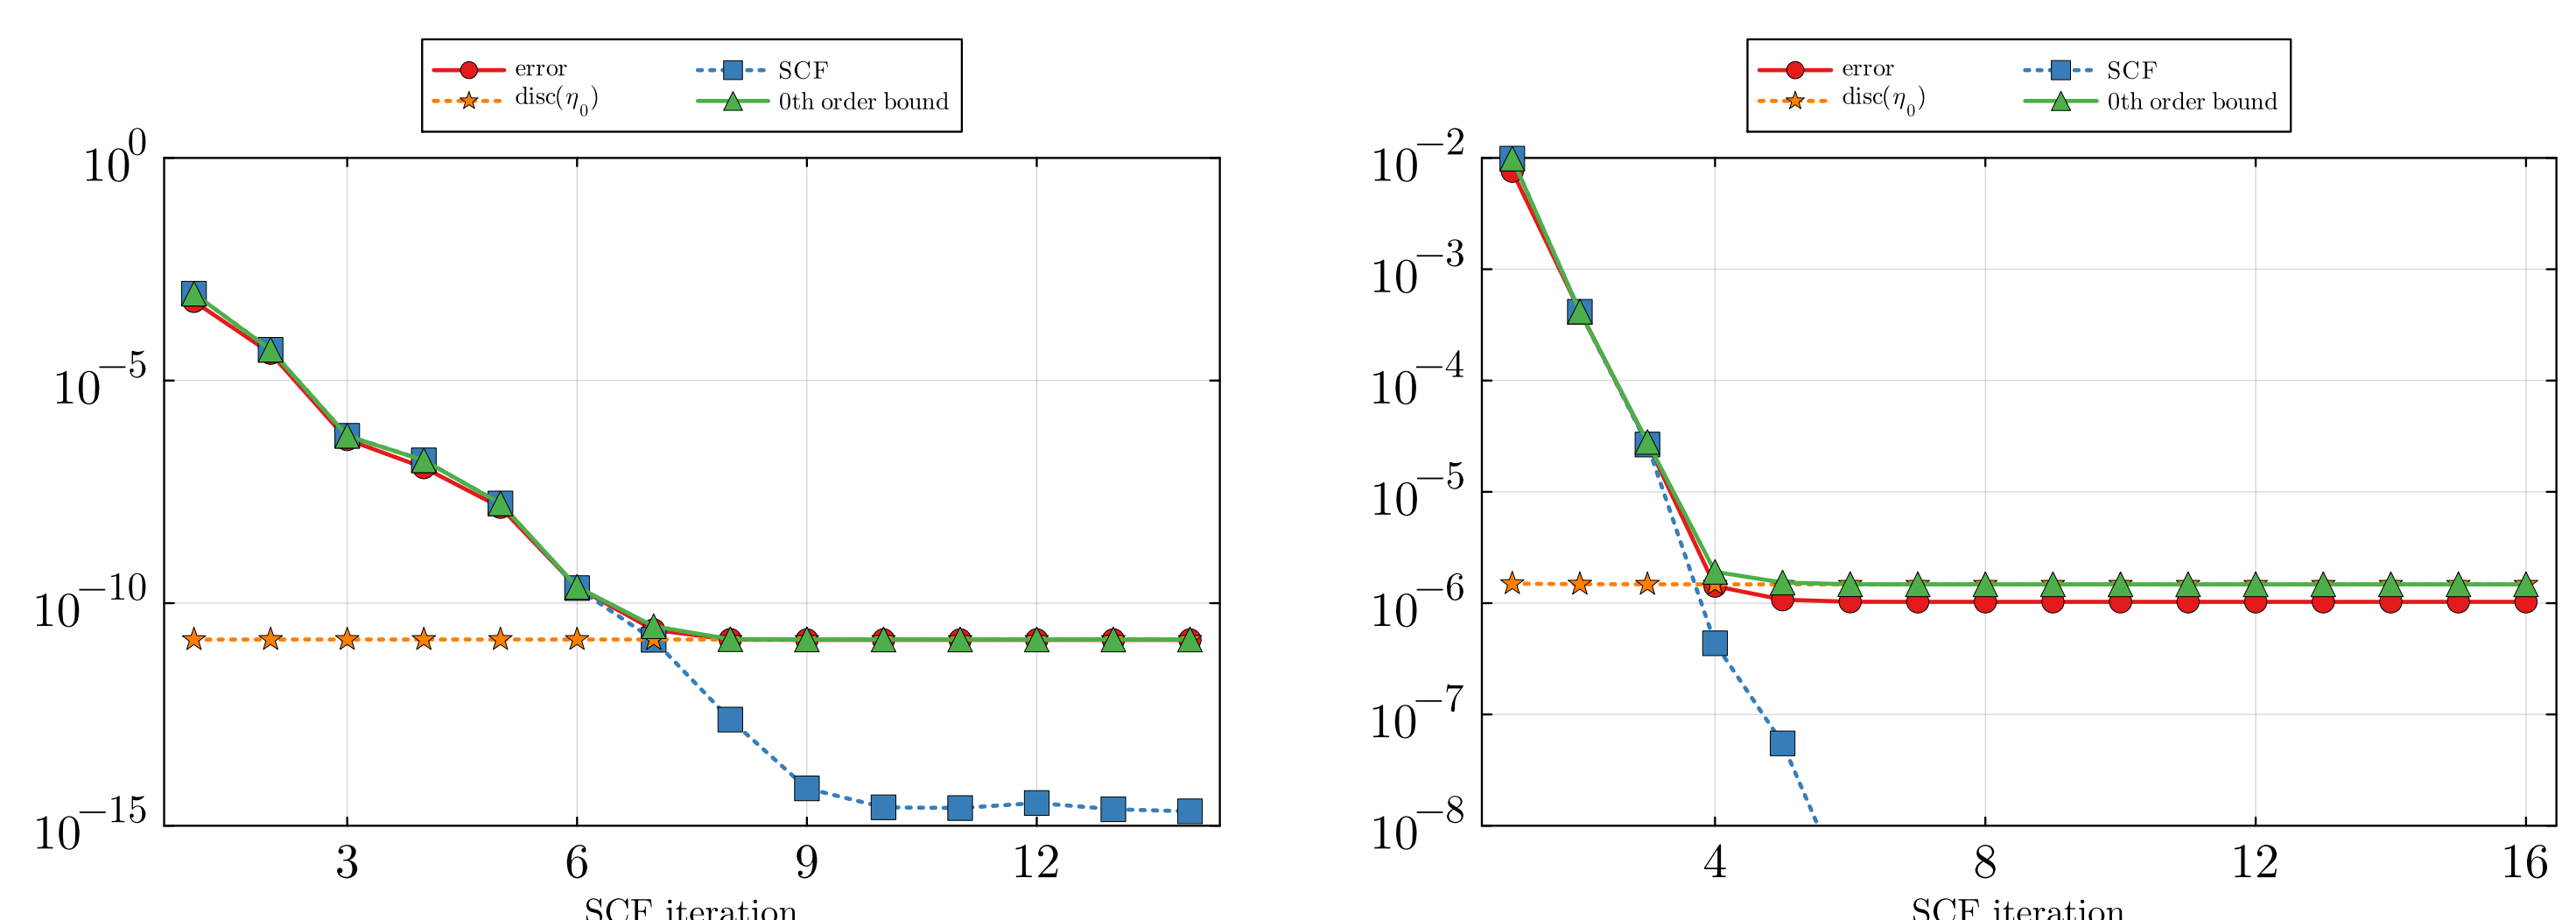 error SCF
disc(η₀) 0th order bound
10⁰
10⁻⁵
10⁻¹⁰
10⁻¹⁵
3 6 9 12
SCF iteration
error SCF
disc(η₀) 0th order bound
10⁻²
10⁻³
10⁻⁴
10⁻⁵
10⁻⁶
10⁻⁷
10⁻⁸
4 8 12 16
SCF iteration